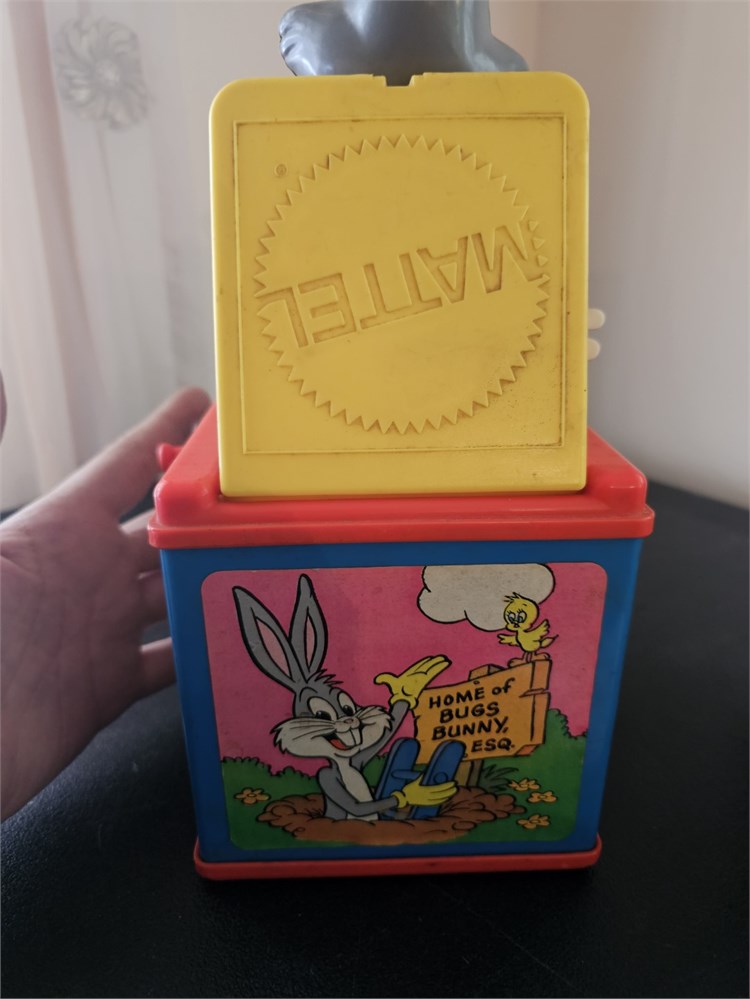 MATTEL
HOME of
BUGS
BUNNY,
ESQ.